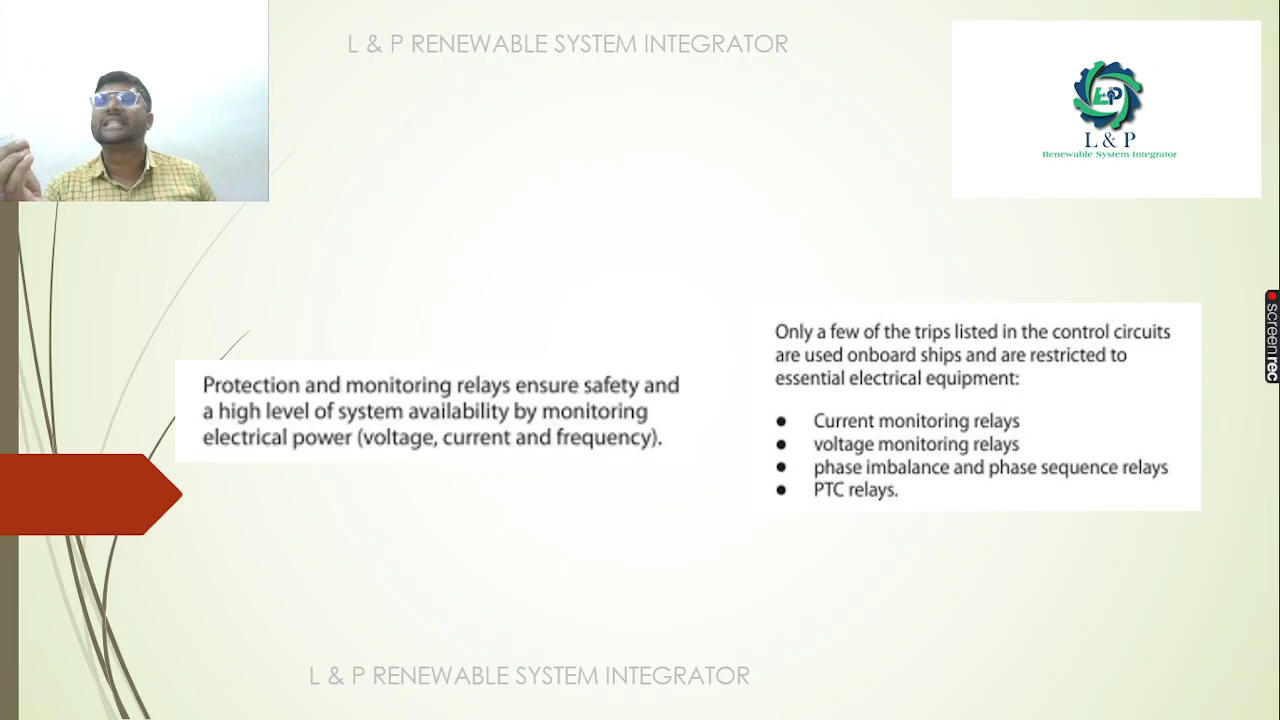 L & P RENEWABLE SYSTEM INTEGRATOR
L & P
L & P
Renewable System Integrator
Protection and monitoring relays ensure safety and
a high level of system availability by monitoring
electrical power (voltage, current and frequency).
Only a few of the trips listed in the control circuits
are used onboard ships and are restricted to
essential electrical equipment:
● Current monitoring relays
● voltage monitoring relays
● phase imbalance and phase sequence relays
● PTC relays.
L & P RENEWABLE SYSTEM INTEGRATOR
screenrec